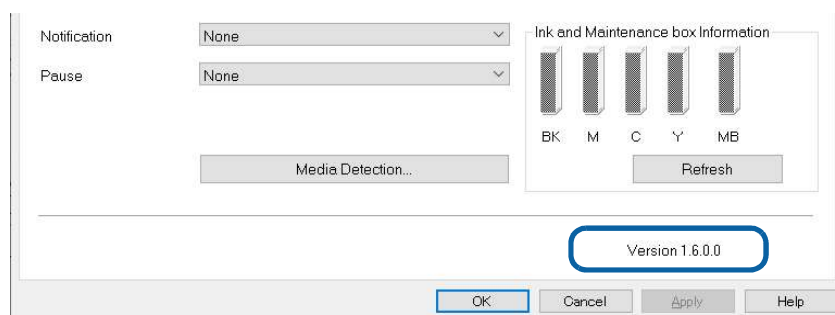 Notification
None
Ink and Maintenance box Information
Pause
None
BK M C Y MB
Media Detection...
Refresh
Version 1.6.0.0
OK
Cancel
Apply
Help